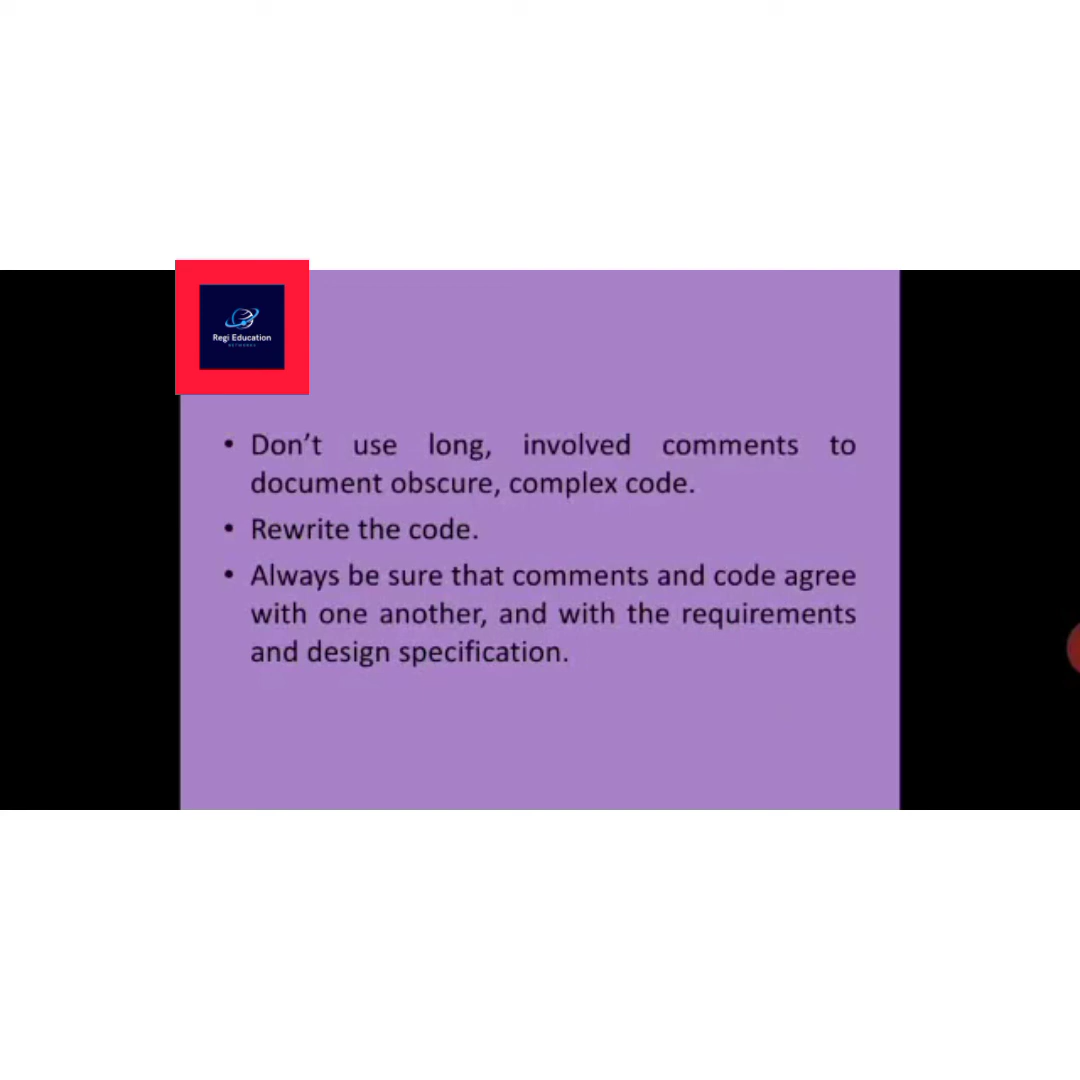 Regi Education
NETWORKS
• Don't use long, involved comments to
document obscure, complex code.
• Rewrite the code.
• Always be sure that comments and code agree
with one another, and with the requirements
and design specification.